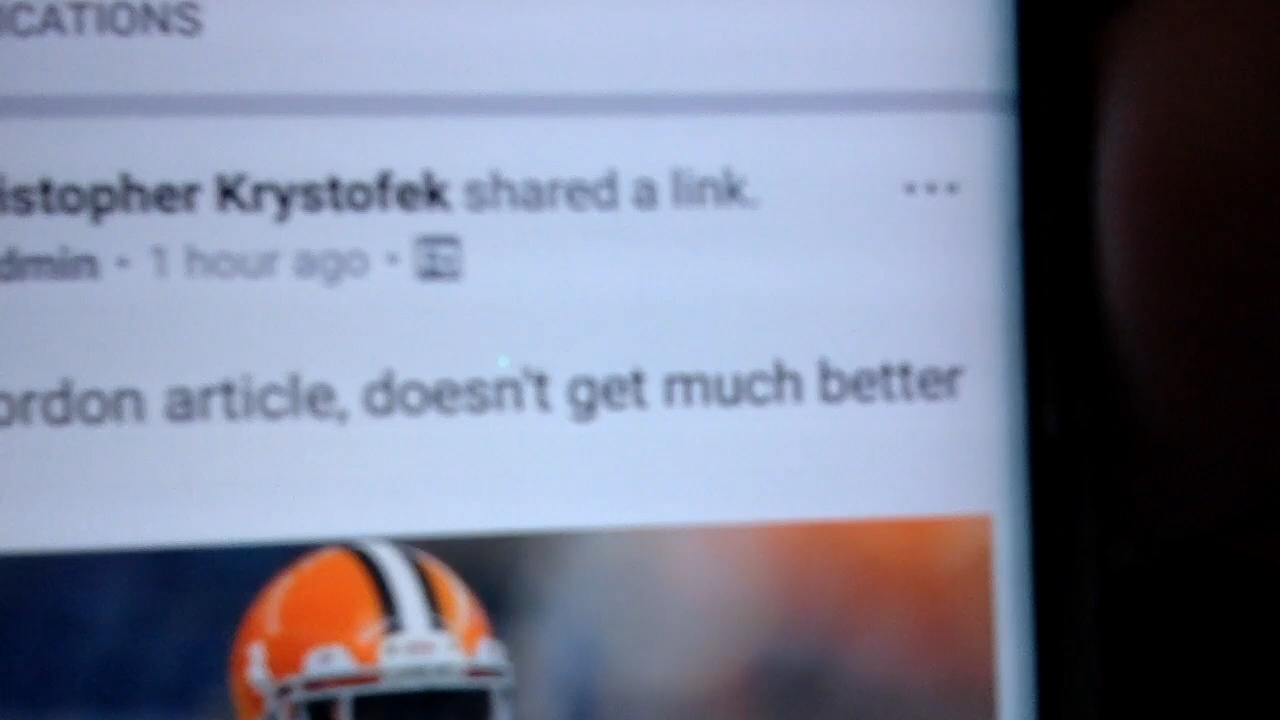 ICATIONS
istopher Krystofek shared a link.
dmin · 1 hour ago ·
ordon article, doesn't get much better